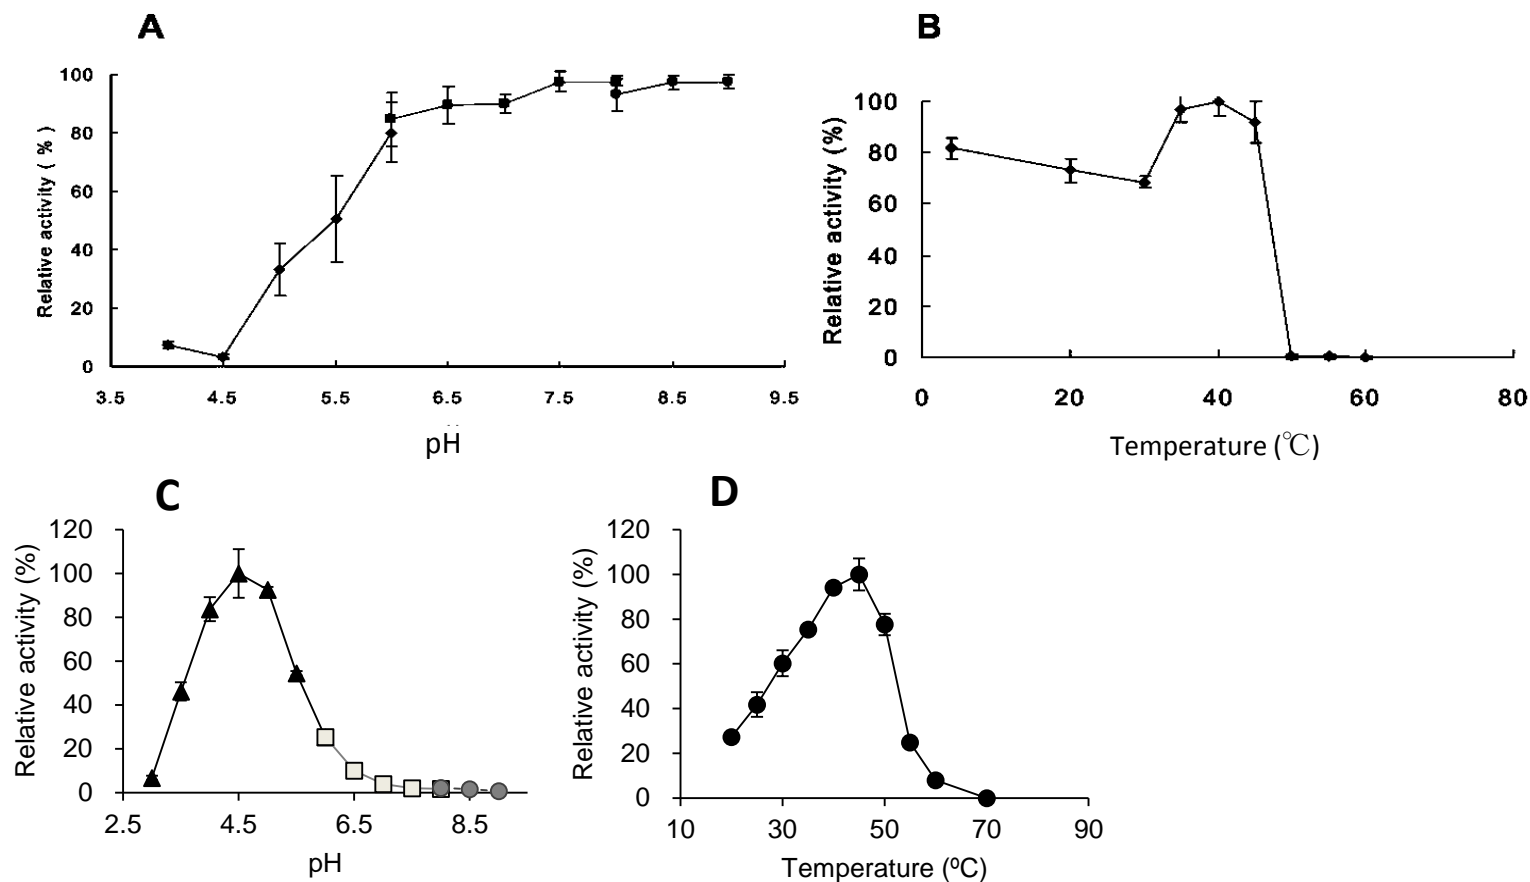 A
Relative activity ( % )
100
80
60
40
20
0
3.5 4.5 5.5 6.5 7.5 8.5 9.5
pH
B
Relative activity (%)
100
80
60
40
20
0
0 20 40 60 80
Temperature (℃)
C
Relative activity (%)
120
100
80
60
40
20
0
2.5 4.5 6.5 8.5
pH
D
Relative activity (%)
120
100
80
60
40
20
0
10 30 50 70 90
Temperature (ºC)